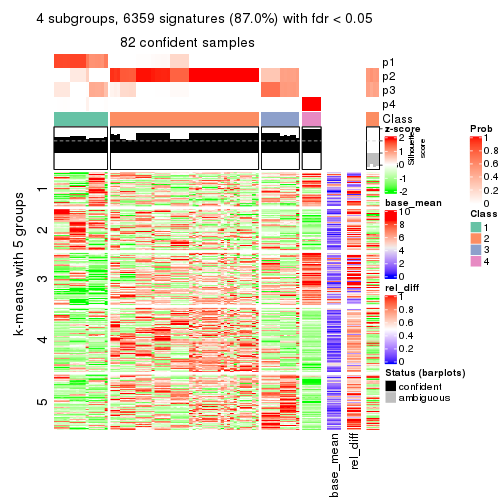 4 subgroups, 6359 signatures (87.0%) with fdr < 0.05
82 confident samples
p1
p2
p3
p4
Class
Silhouette
score
k-means with 5 groups
1
2
3
4
5
base_mean
rel_diff
z-score
2
1
0
-1
-2
base_mean
10
8
6
4
2
0
rel_diff
1
0.8
0.6
0.4
0.2
0
Status (barplots)
confident
ambiguous
Prob
1
0.8
0.6
0.4
0.2
0
Class
1
2
3
4